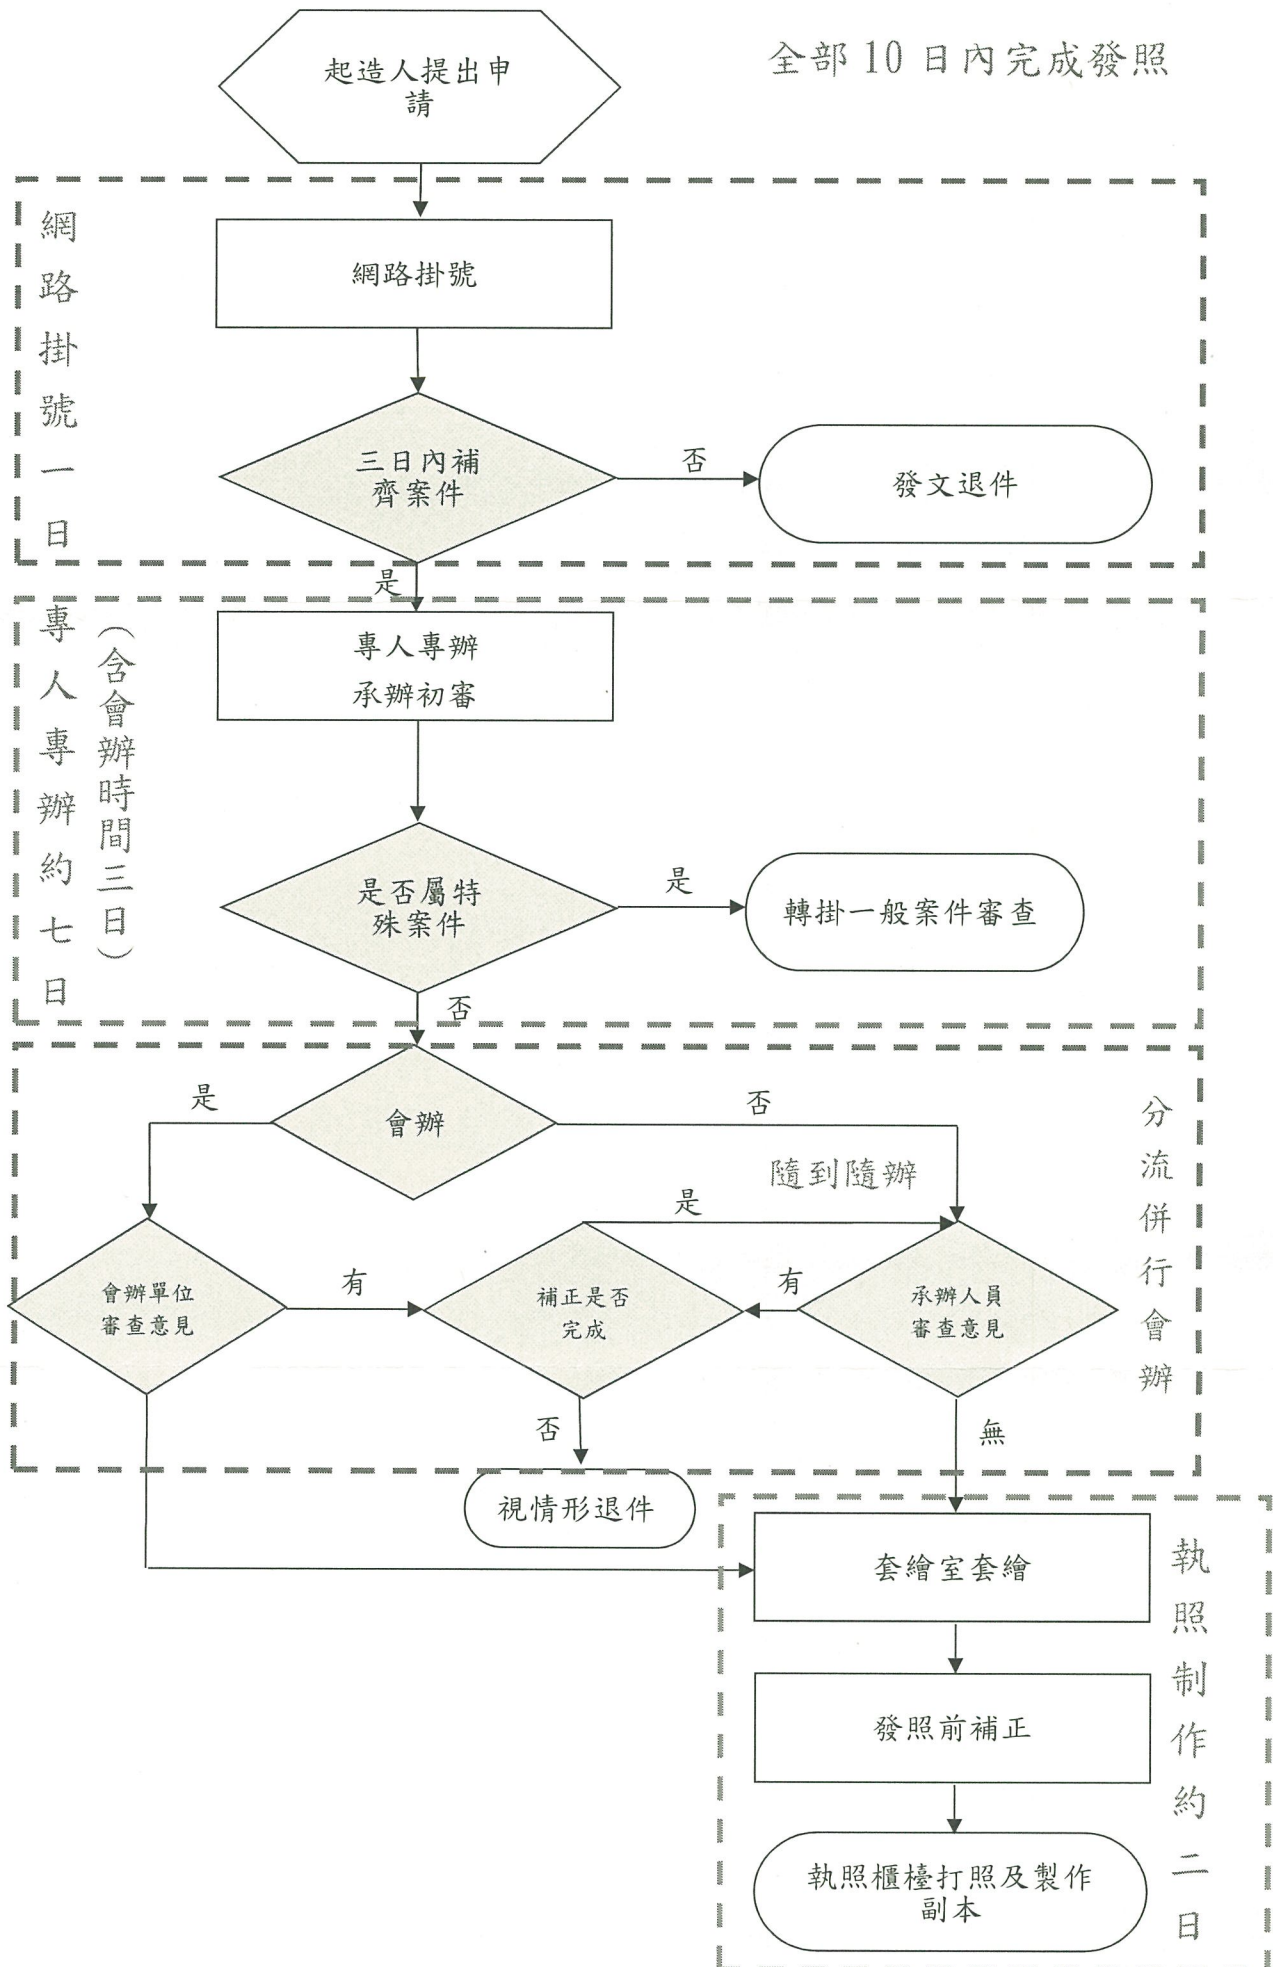 全部 10 日內完成發照
起造人提出申
請
網路掛號一日
網路掛號
三日內補
齊案件
否
發文退件
是
專人專辦約七日
(含會辦時間三日)
專人專辦
承辦初審
是否屬特
殊案件
是
轉掛一般案件審查
否
分流併行會辦
會辦
是
否
隨到隨辦
是
會辦單位
審查意見
有
補正是否
完成
有
承辦人員
審查意見
否
無
視情形退件
執照制作約二日
套繪室套繪
發照前補正
執照櫃檯打照及製作
副本